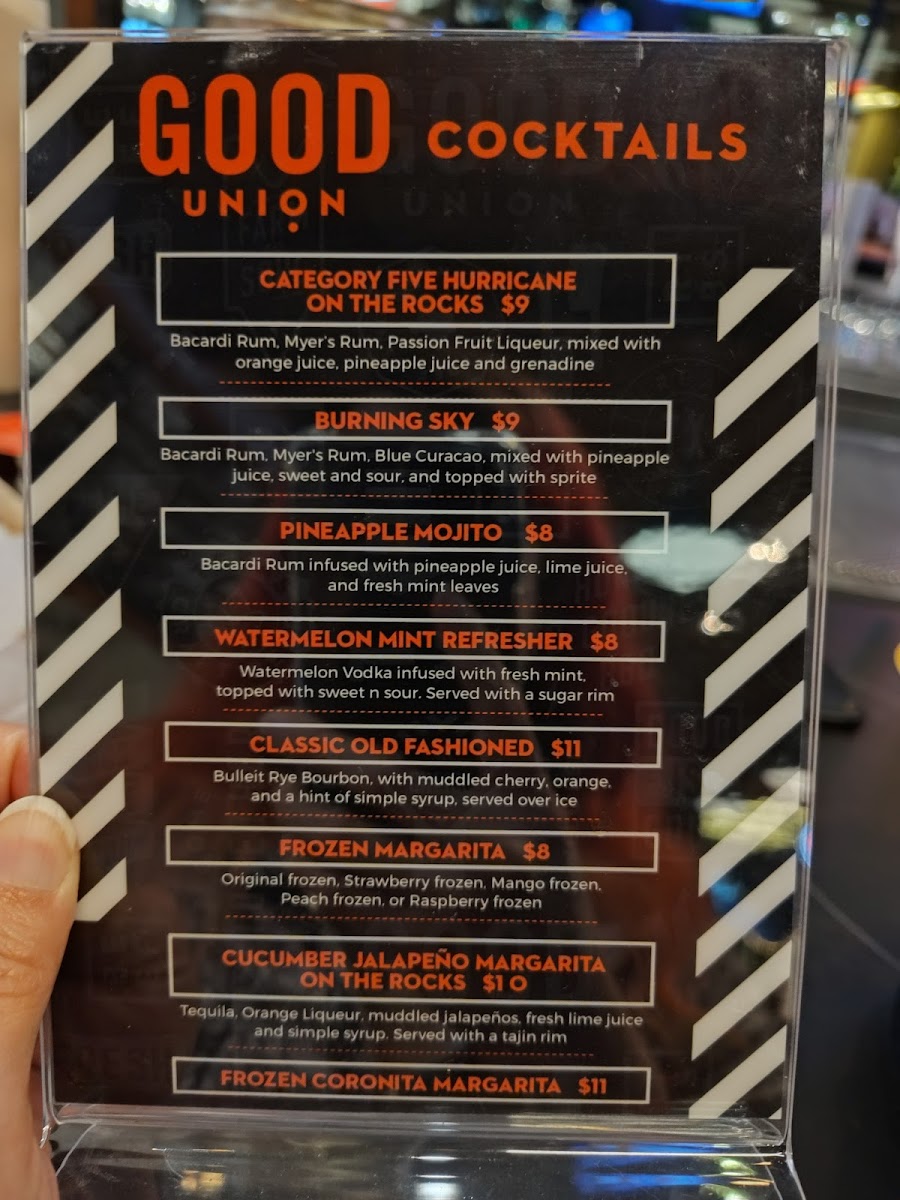 GOOD COCKTAILS
UNION
CATEGORY FIVE HURRICANE
ON THE ROCKS $9
Bacardi Rum, Myer's Rum, Passion Fruit Liqueur, mixed with
orange juice, pineapple juice and grenadine
BURNING SKY $9
Bacardi Rum, Myer's Rum, Blue Curacao, mixed with pineapple
juice, sweet and sour, and topped with sprite
PINEAPPLE MOJITO $8
Bacardi Rum infused with pineapple juice, lime juice,
and fresh mint leaves
WATERMELON MINT REFRESHER $8
Watermelon Vodka infused with fresh mint,
topped with sweet n sour. Served with a sugar rim
CLASSIC OLD FASHIONED $11
Bulleit Rye Bourbon, with muddled cherry, orange,
and a hint of simple syrup, served over ice
FROZEN MARGARITA $8
Original frozen, Strawberry frozen, Mango frozen,
Peach frozen, or Raspberry frozen
CUCUMBER JALAPEÑO MARGARITA
ON THE ROCKS $1 O
Tequila, Orange Liqueur, muddled jalapeños, fresh lime juice
and simple syrup. Served with a tajin rim
FROZEN CORONITA MARGARITA $11